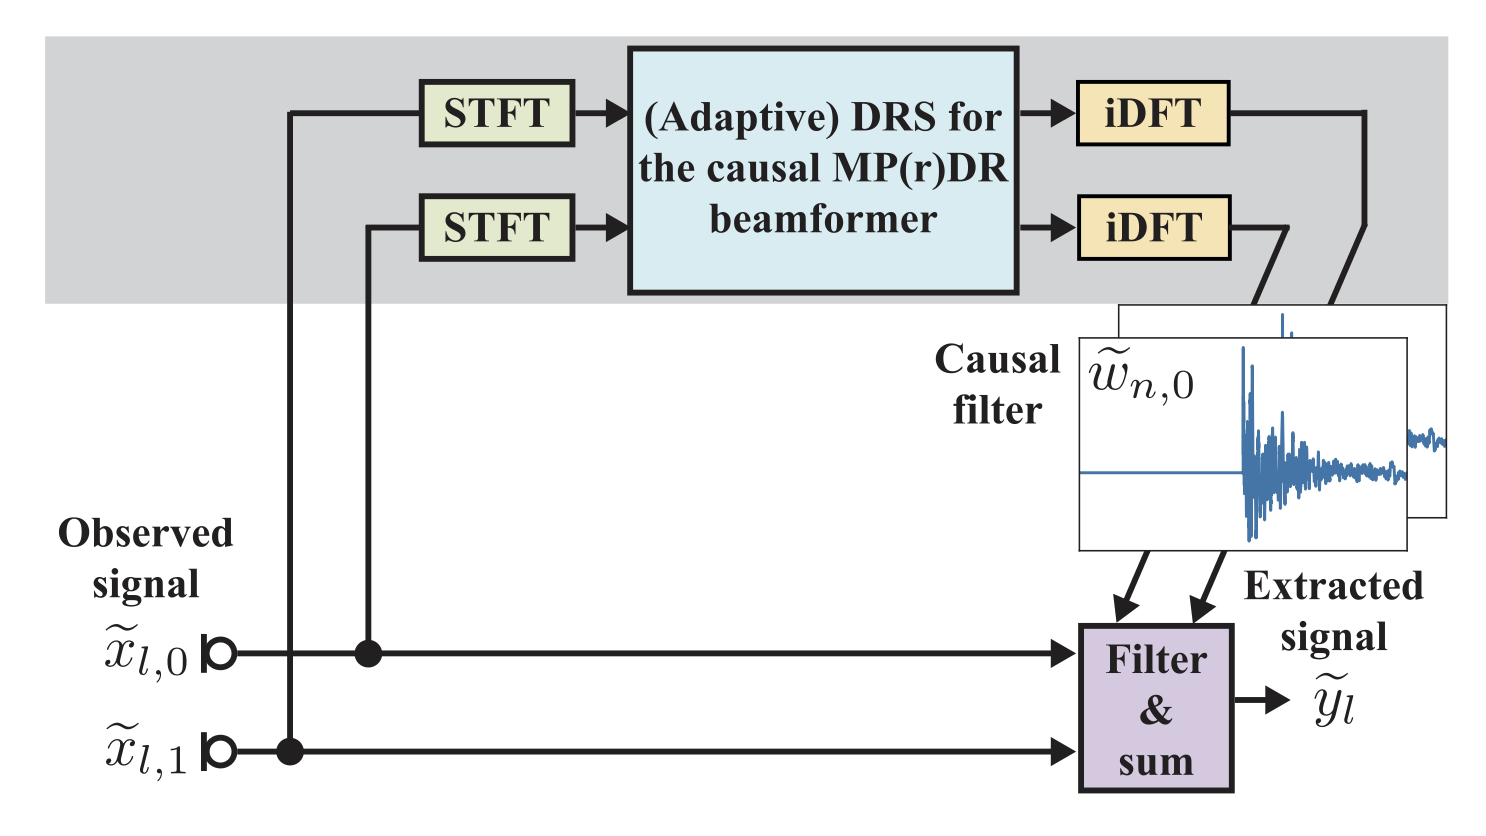 STFT
(Adaptive) DRS for
the causal MP(r)DR
beamformer
iDFT
STFT
iDFT
Causal
filter
w̃n,0
Observed
signal
x̃l,0
x̃l,1
Filter
&
sum
Extracted
signal
ỹl